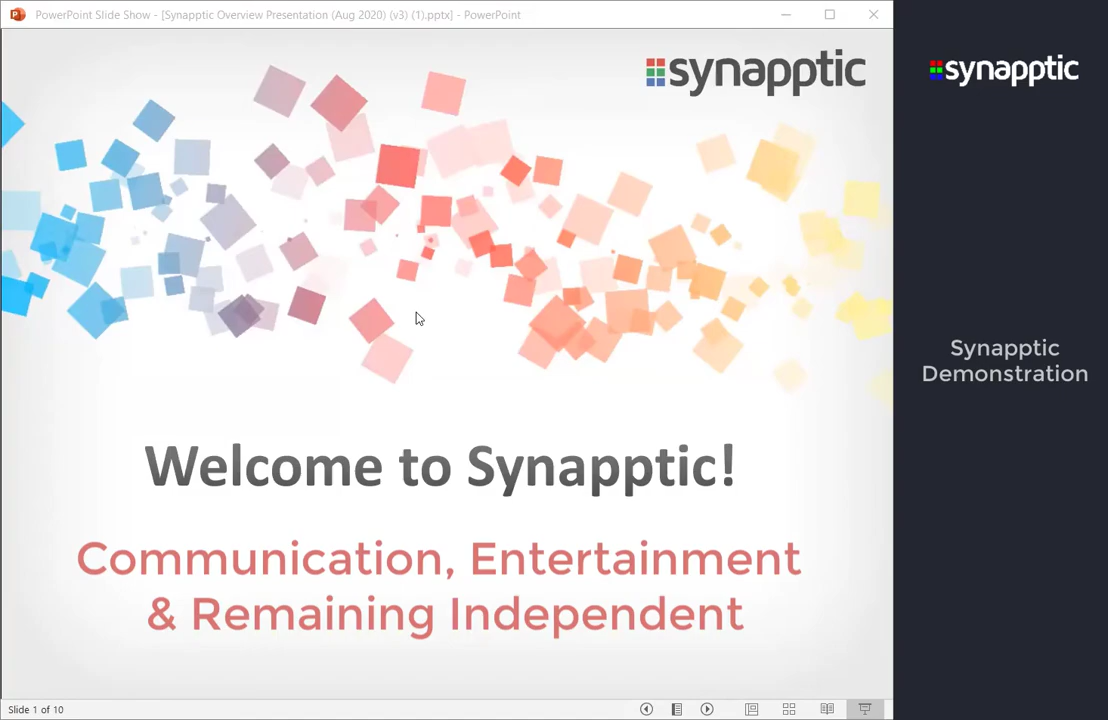 PowerPoint Slide Show - [Synapptic Overview Presentation (Aug 2020) (v3) (1).pptx] - PowerPoint
synapptic
synapptic
Synapptic
Demonstration
Welcome to Synapptic!
Communication, Entertainment
& Remaining Independent
Slide 1 of 10